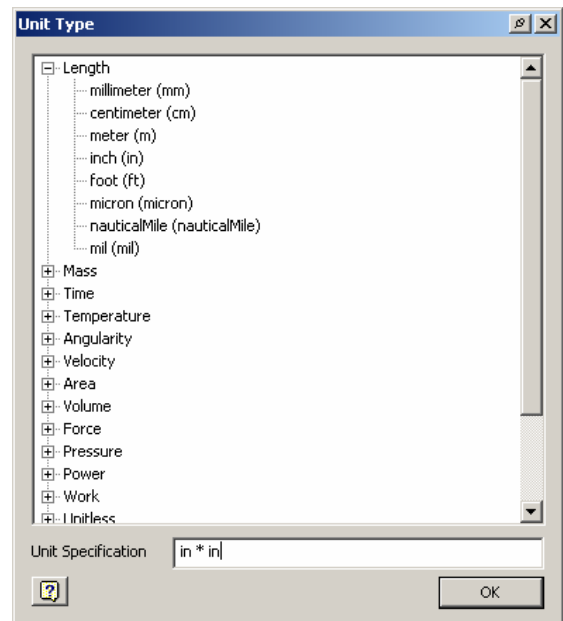 Unit Type
Length
millimeter (mm)
centimeter (cm)
meter (m)
inch (in)
foot (ft)
micron (micron)
nauticalMile (nauticalMile)
mil (mil)
Mass
Time
Temperature
Angularity
Velocity
Area
Volume
Force
Pressure
Power
Work
Unitless
Unit Specification in * in
OK